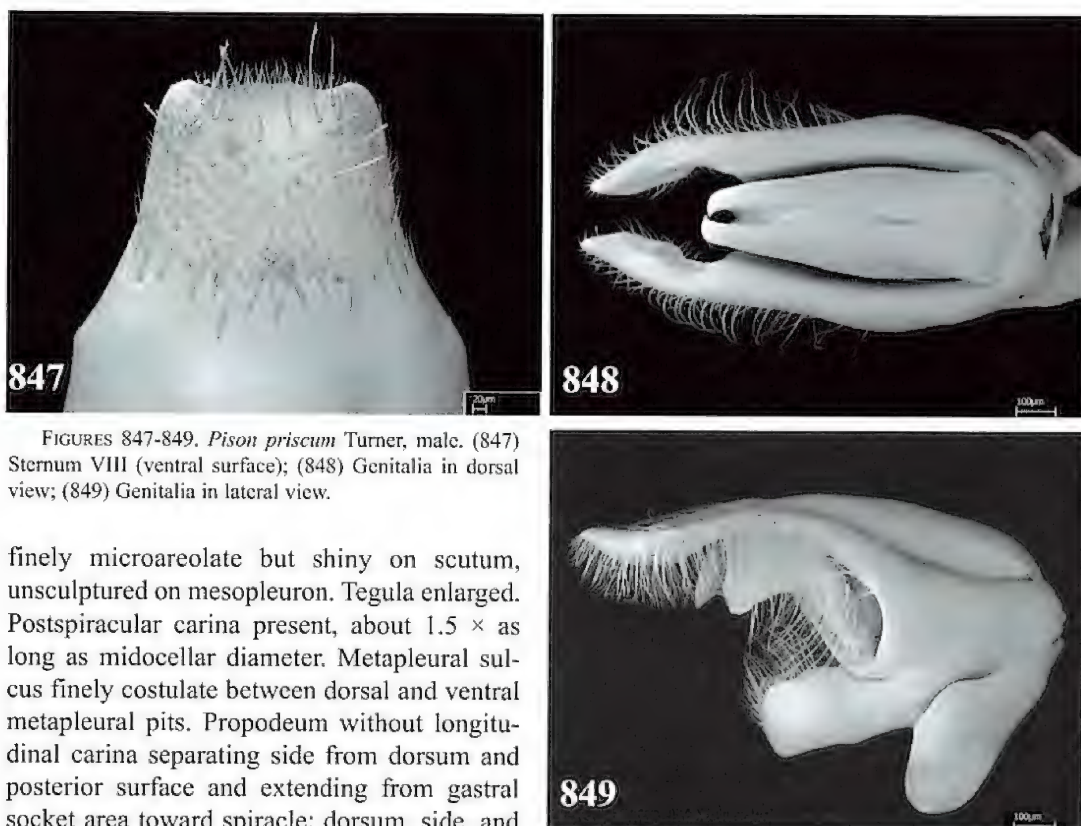 847
20µm
848
100µm
FIGURES 847-849. Pison priscum Turner, male. (847)
Sternum VIII (ventral surface); (848) Genitalia in dorsal
view; (849) Genitalia in lateral view.
finely microareolate but shiny on scutum,
unsculptured on mesopleuron. Tegula enlarged.
Postspiracular carina present, about 1.5 × as
long as midocellar diameter. Metapleural sul-
cus finely costulate between dorsal and ventral
metapleural pits. Propodeum without longitu-
dinal carina separating side from dorsum and
posterior surface and extending from gastral
socket area toward spiracle; dorsum, side, and
849
100µm